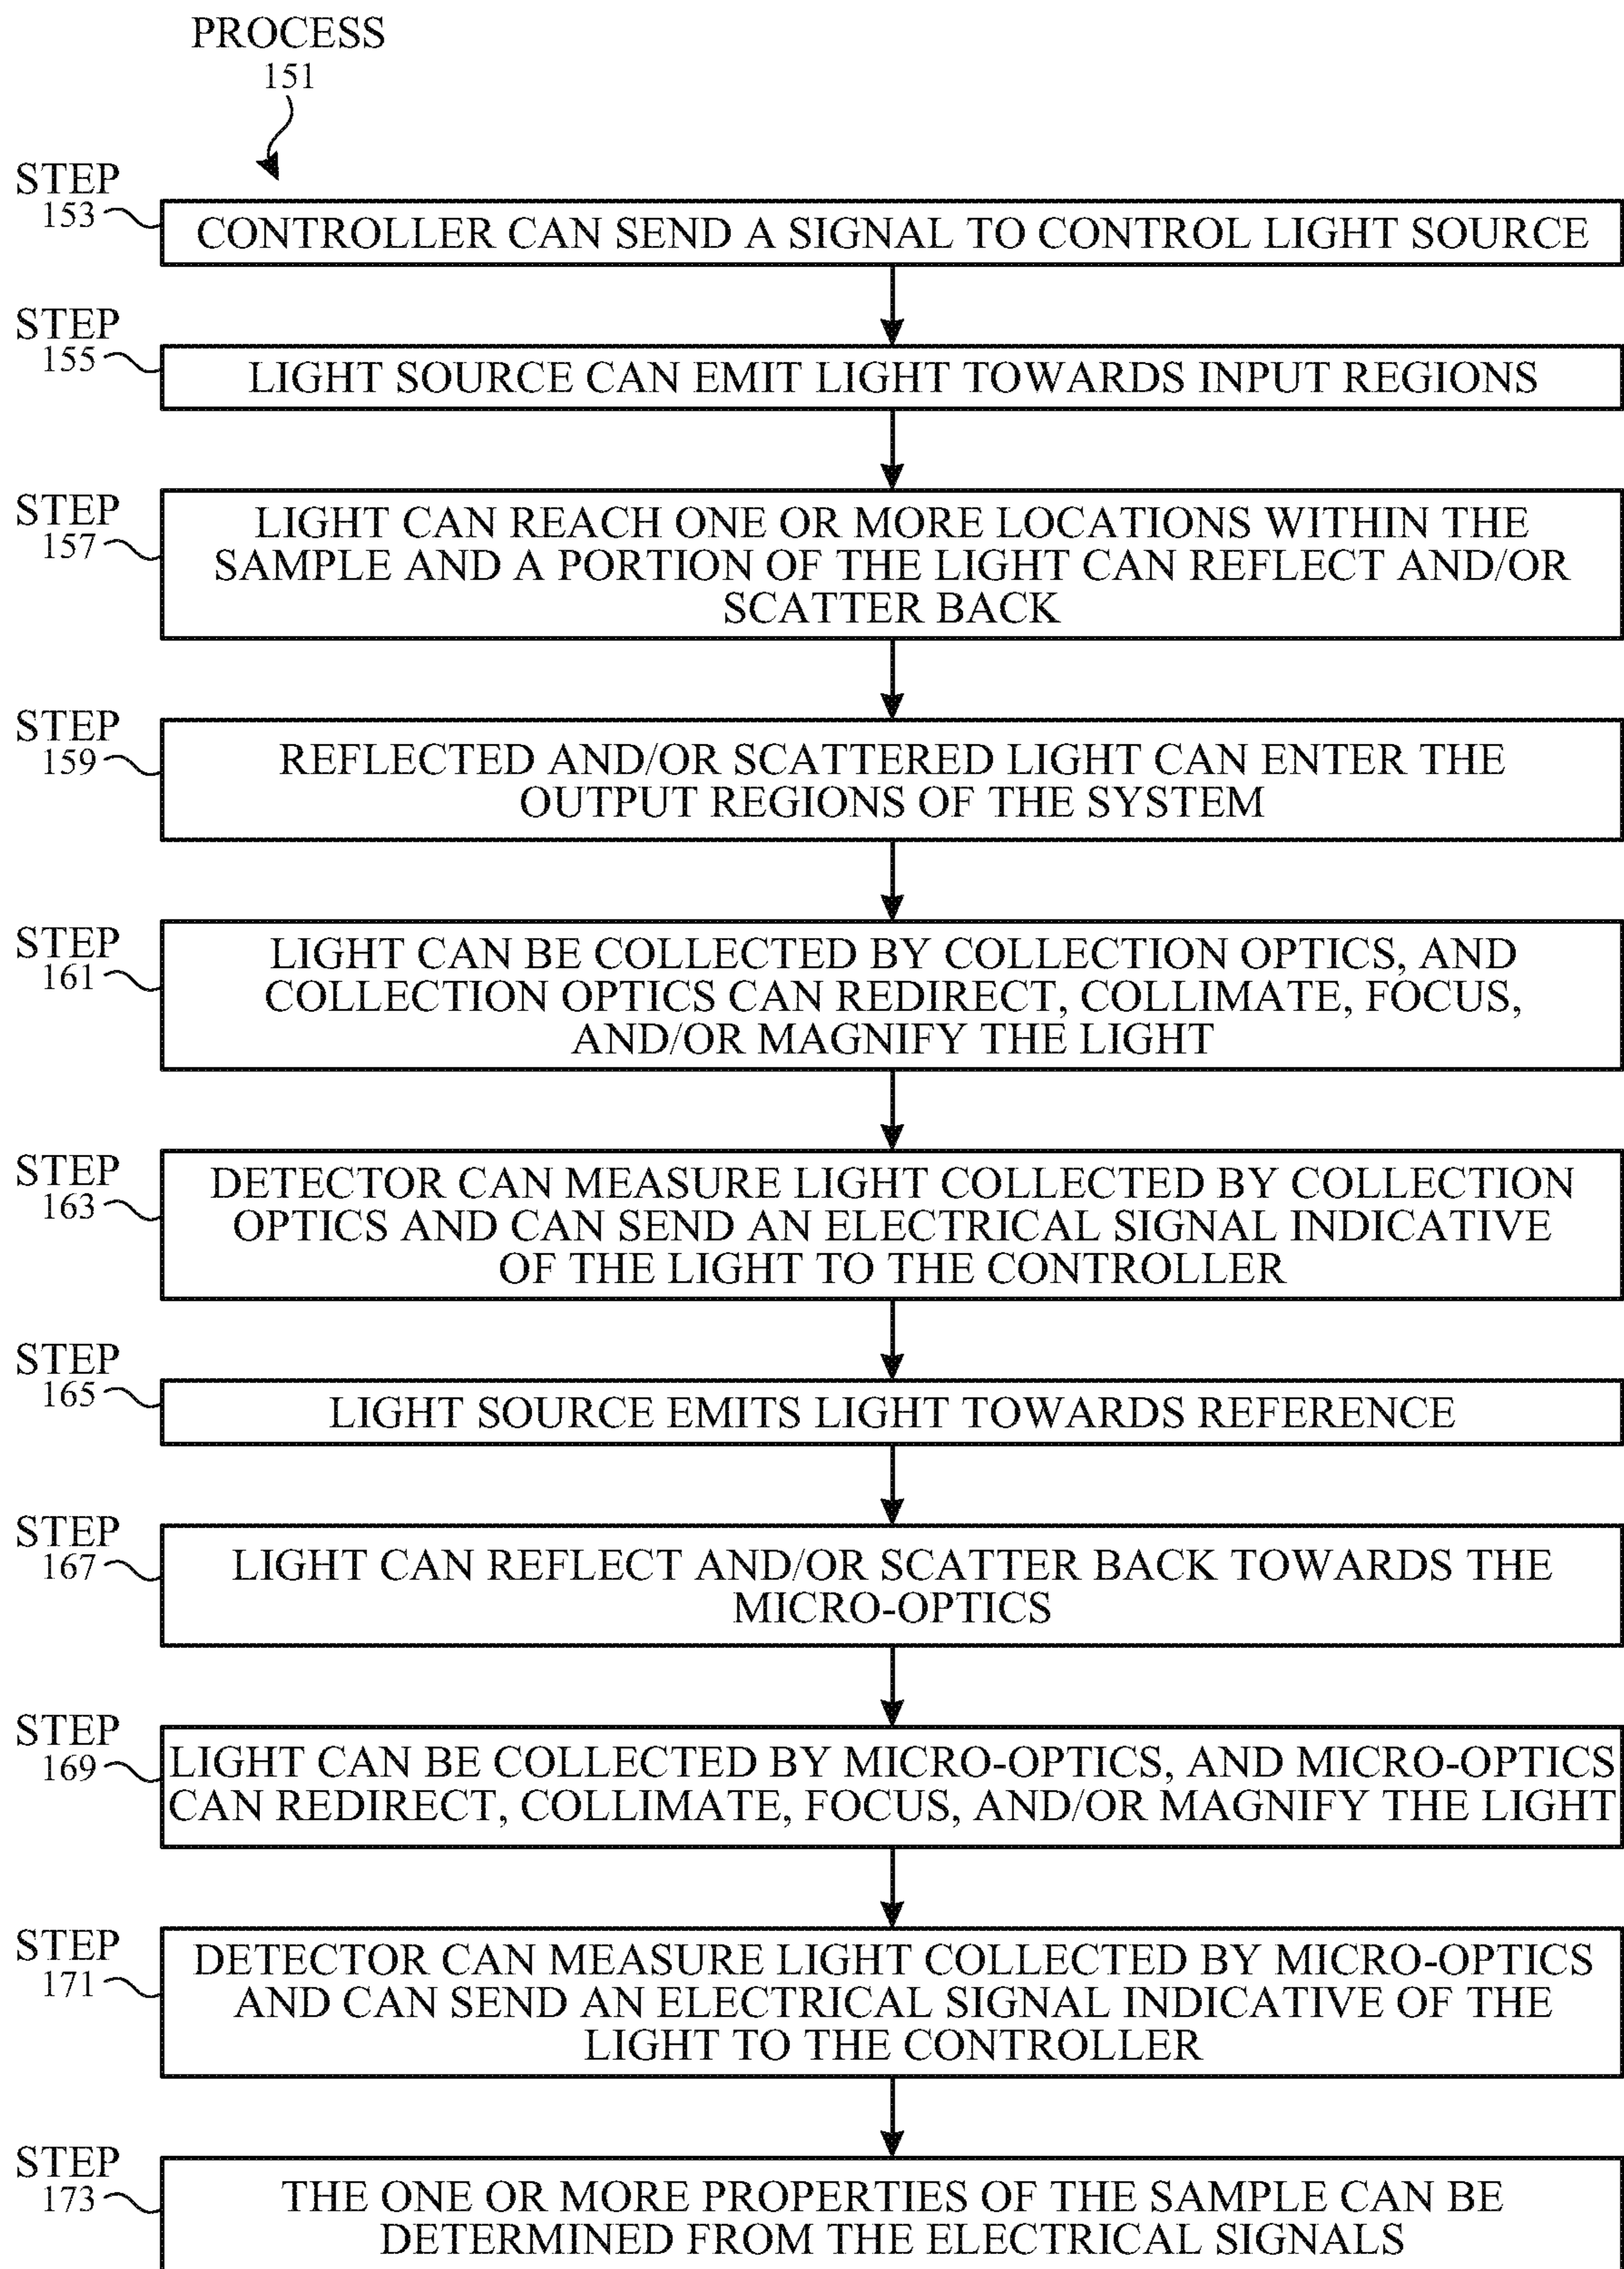 PROCESS
151
STEP
153
CONTROLLER CAN SEND A SIGNAL TO CONTROL LIGHT SOURCE
STEP
155
LIGHT SOURCE CAN EMIT LIGHT TOWARDS INPUT REGIONS
STEP
157
LIGHT CAN REACH ONE OR MORE LOCATIONS WITHIN THE
SAMPLE AND A PORTION OF THE LIGHT CAN REFLECT AND/OR
SCATTER BACK
STEP
159
REFLECTED AND/OR SCATTERED LIGHT CAN ENTER THE
OUTPUT REGIONS OF THE SYSTEM
STEP
161
LIGHT CAN BE COLLECTED BY COLLECTION OPTICS, AND
COLLECTION OPTICS CAN REDIRECT, COLLIMATE, FOCUS,
AND/OR MAGNIFY THE LIGHT
STEP
163
DETECTOR CAN MEASURE LIGHT COLLECTED BY COLLECTION
OPTICS AND CAN SEND AN ELECTRICAL SIGNAL INDICATIVE
OF THE LIGHT TO THE CONTROLLER
STEP
165
LIGHT SOURCE EMITS LIGHT TOWARDS REFERENCE
STEP
167
LIGHT CAN REFLECT AND/OR SCATTER BACK TOWARDS THE
MICRO-OPTICS
STEP
169
LIGHT CAN BE COLLECTED BY MICRO-OPTICS, AND MICRO-OPTICS
CAN REDIRECT, COLLIMATE, FOCUS, AND/OR MAGNIFY THE LIGHT
STEP
171
DETECTOR CAN MEASURE LIGHT COLLECTED BY MICRO-OPTICS
AND CAN SEND AN ELECTRICAL SIGNAL INDICATIVE OF THE
LIGHT TO THE CONTROLLER
STEP
173
THE ONE OR MORE PROPERTIES OF THE SAMPLE CAN BE
DETERMINED FROM THE ELECTRICAL SIGNALS